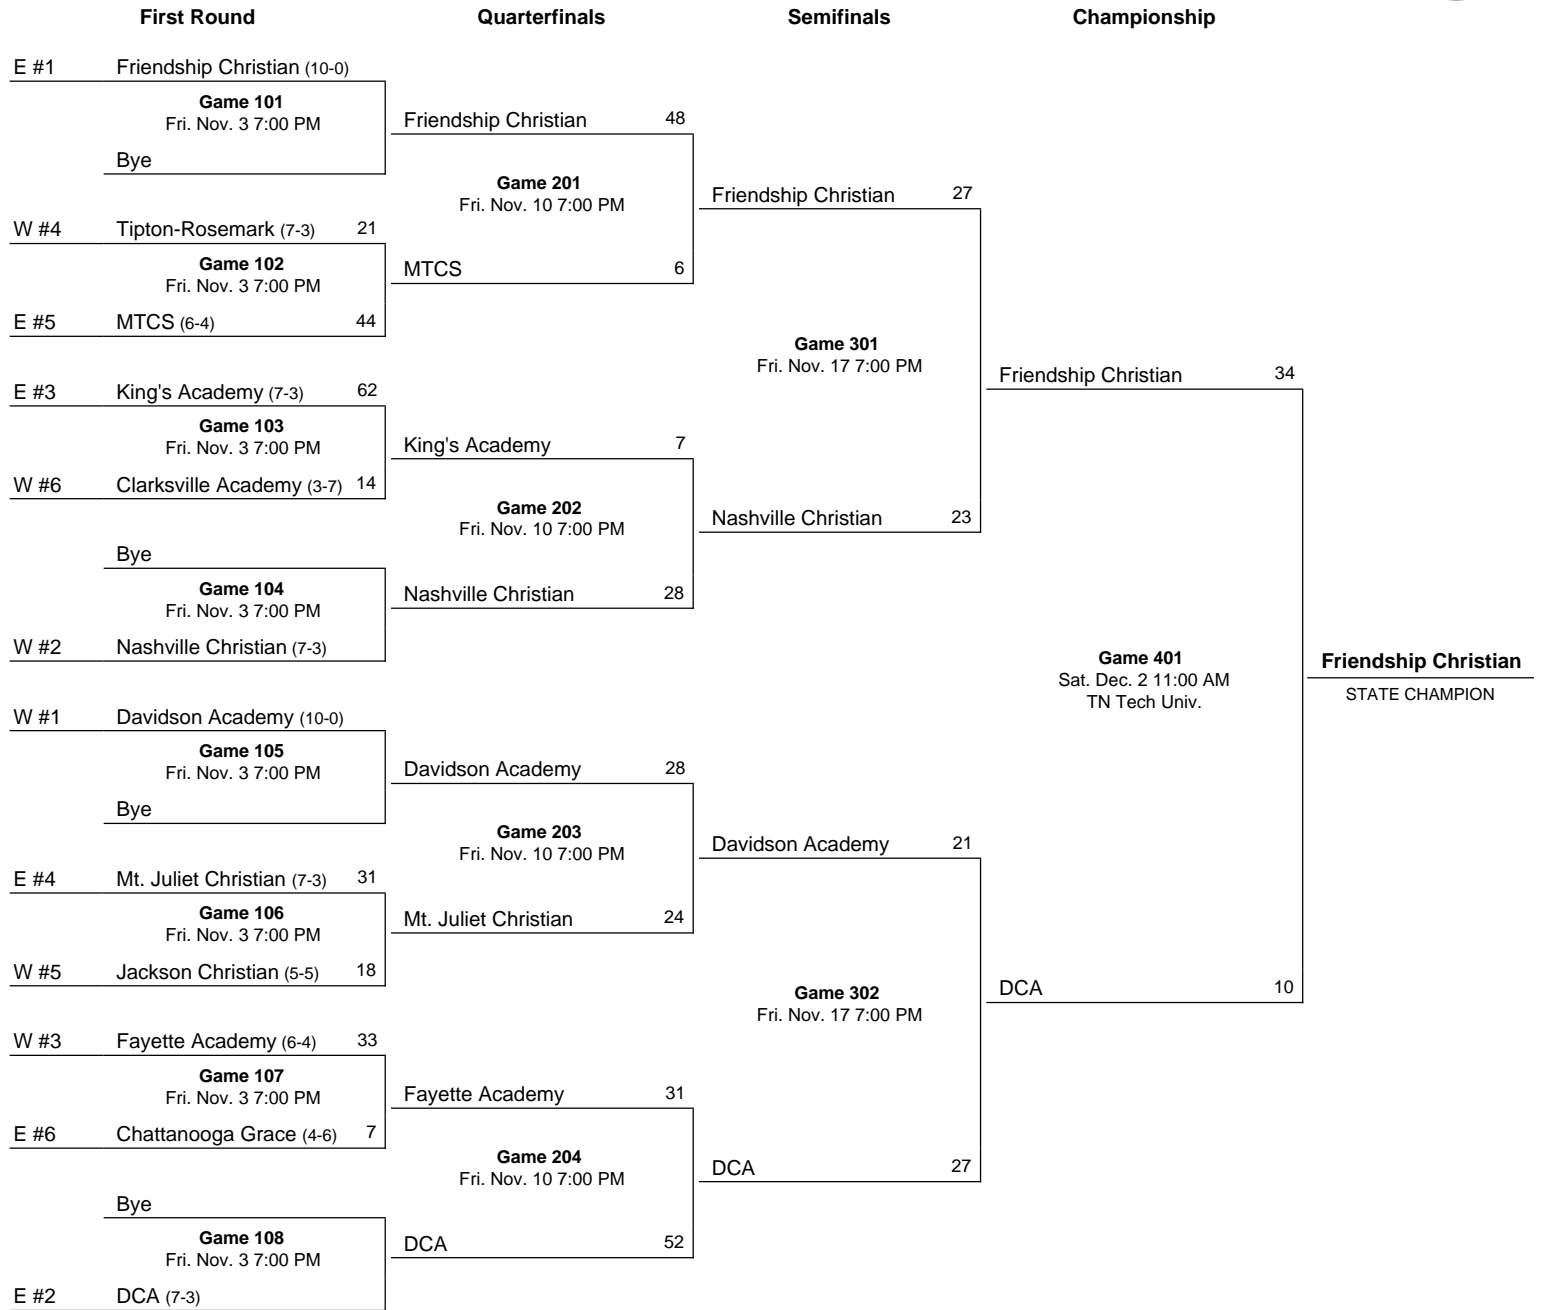 First Round Quarterfinals Semifinals Championship
E #1 Friendship Christian (10-0)
Game 101
Fri. Nov. 3 7:00 PM
Bye
W #4 Tipton-Rosemark (7-3) 21
Game 102
Fri. Nov. 3 7:00 PM
E #5 MTCS (6-4) 44
E #3 King's Academy (7-3) 62
Game 103
Fri. Nov. 3 7:00 PM
W #6 Clarksville Academy (3-7) 14
Bye
Game 104
Fri. Nov. 3 7:00 PM
W #2 Nashville Christian (7-3)
W #1 Davidson Academy (10-0)
Game 105
Fri. Nov. 3 7:00 PM
Bye
E #4 Mt. Juliet Christian (7-3) 31
Game 106
Fri. Nov. 3 7:00 PM
W #5 Jackson Christian (5-5) 18
W #3 Fayette Academy (6-4) 33
Game 107
Fri. Nov. 3 7:00 PM
E #6 Chattanooga Grace (4-6) 7
Bye
Game 108
Fri. Nov. 3 7:00 PM
E #2 DCA (7-3)
Friendship Christian 48
Game 201
Fri. Nov. 10 7:00 PM
MTCS 6
King's Academy 7
Game 202
Fri. Nov. 10 7:00 PM
Nashville Christian 28
Davidson Academy 28
Game 203
Fri. Nov. 10 7:00 PM
Mt. Juliet Christian 24
Fayette Academy 31
Game 204
Fri. Nov. 10 7:00 PM
DCA 52
Friendship Christian 27
Game 301
Fri. Nov. 17 7:00 PM
Nashville Christian 23
Davidson Academy 21
Game 302
Fri. Nov. 17 7:00 PM
DCA 27
Friendship Christian 34
Game 401
Sat. Dec. 2 11:00 AM
TN Tech Univ.
DCA 10
Friendship Christian
STATE CHAMPION